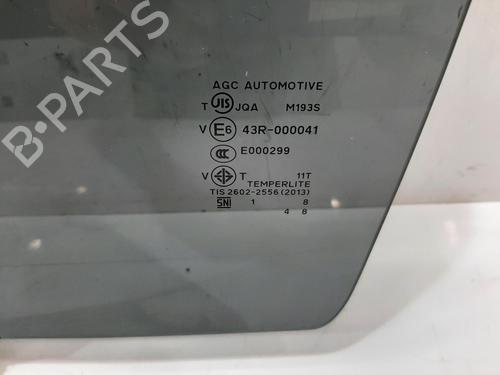 B-PARTS
AGC AUTOMOTIVE
T JIS JQA M193S
V E6 43R-000041
CCC E000299
V T 11T
TEMPERLITE
TIS 2602-2556 (2013)
SNI 1 8
4 8